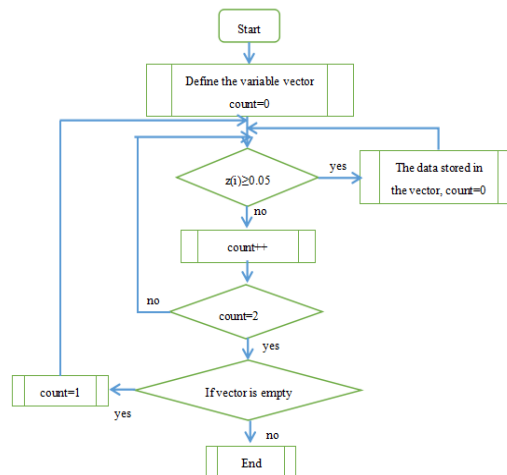 Start
Define the variable vector
count=0
z(i)≥0.05
yes
The data stored in
the vector, count=0
no
count++
no
count=2
yes
If vector is empty
count=1
yes
no
End